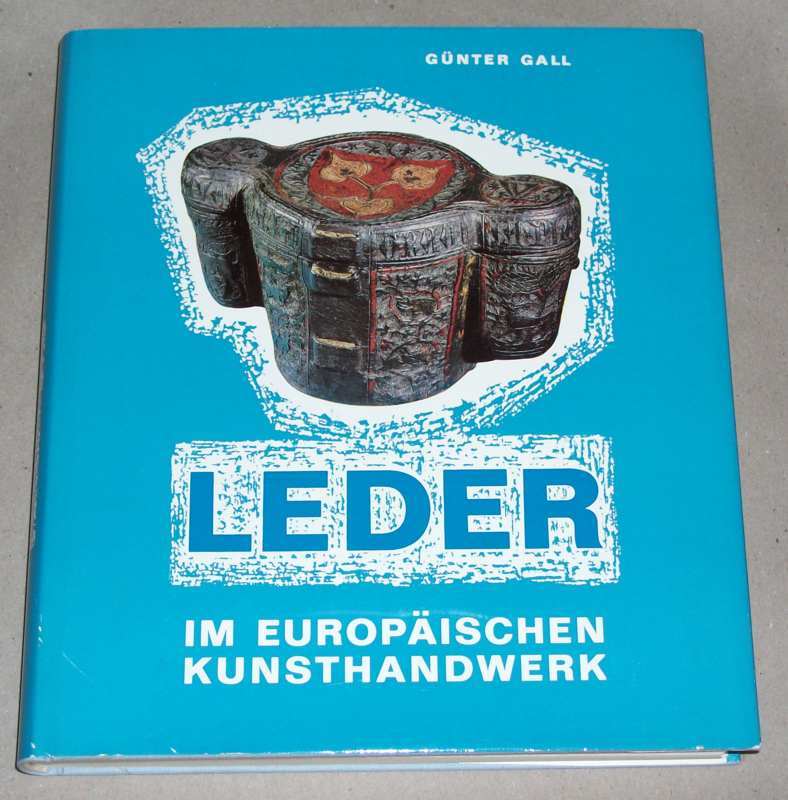 GÜNTER GALL
LEDER
IM EUROPÄISCHEN
KUNSTHANDWERK